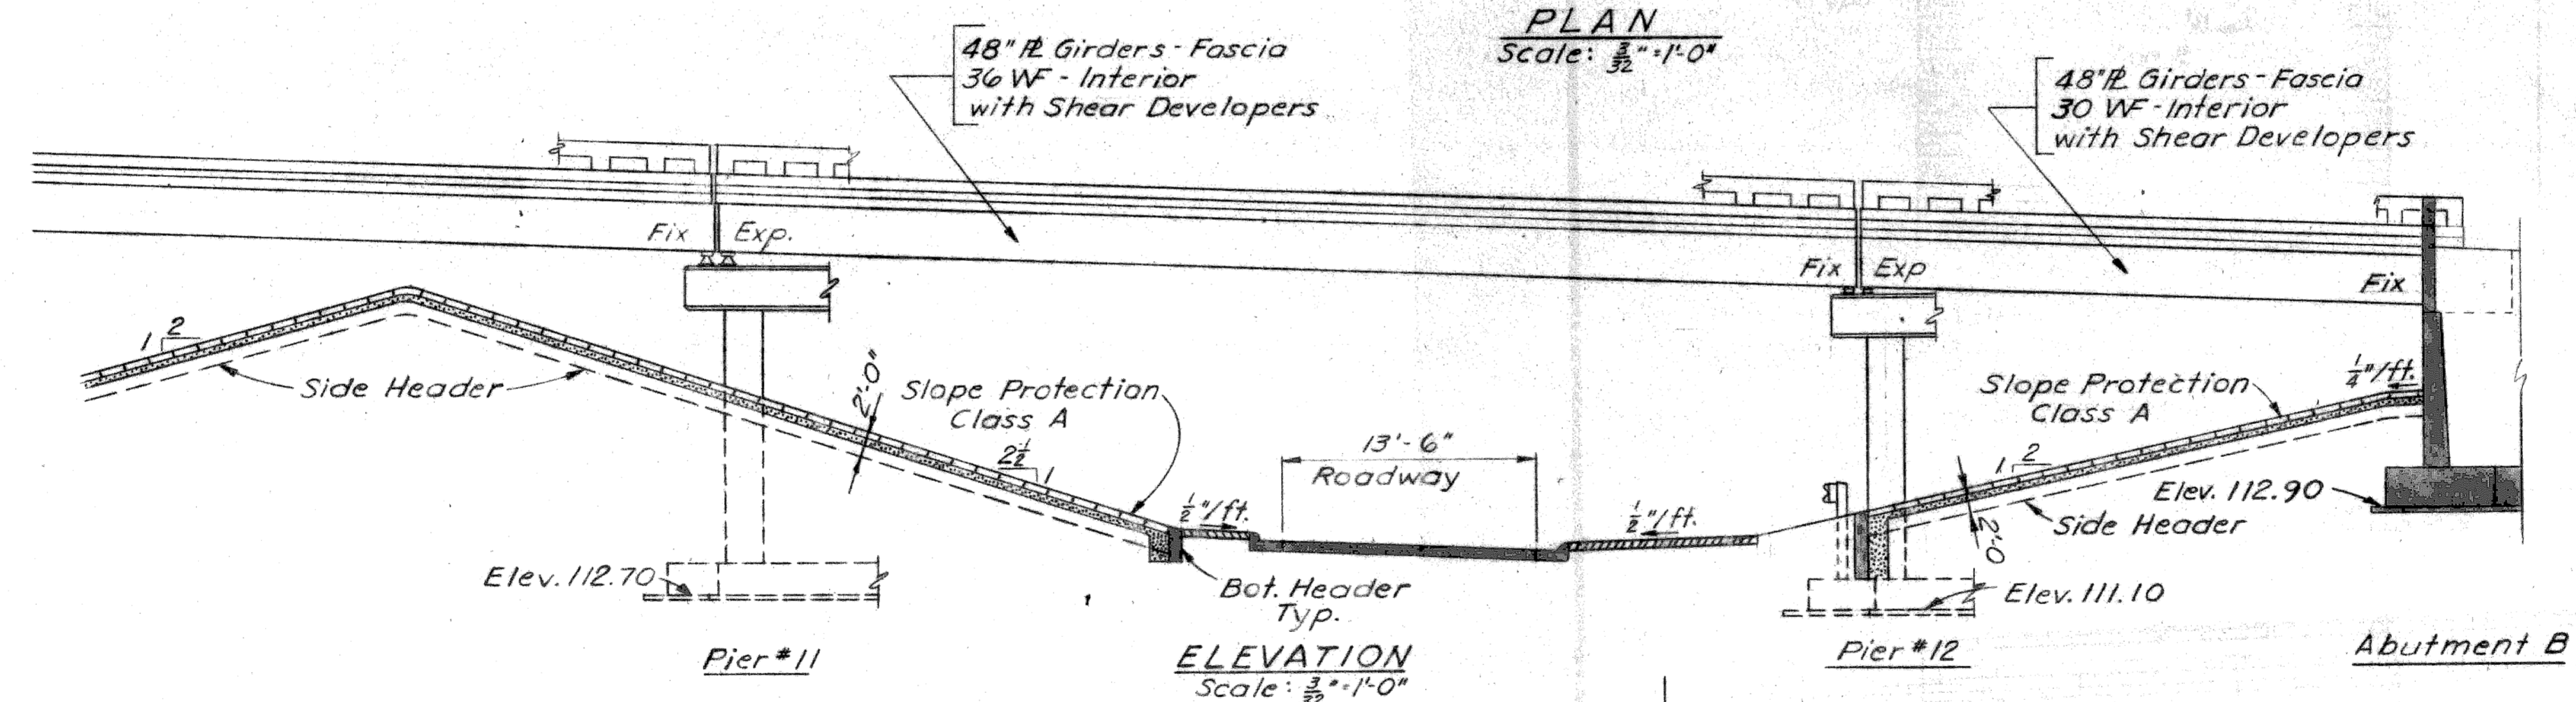 PLAN
Scale: 3/32" = 1'-0"
48" PL Girders - Fascia
36 WF - Interior
with Shear Developers
48" PL Girders - Fascia
30 WF - Interior
with Shear Developers
Fix
Exp.
Fix
Exp
Fix
1
2
Side Header
2'-0"
Slope Protection
Class A
2 1/2
1
13'-6"
Roadway
1/2"/ft.
1/2"/ft.
Slope Protection
Class A
1/4"/ft.
1
2
Elev. 112.90
Side Header
2'-0
Elev. 112.70
Bot. Header
Typ.
Elev. 111.10
Pier #11
ELEVATION
Scale: 3/32" = 1'-0"
Pier #12
Abutment B